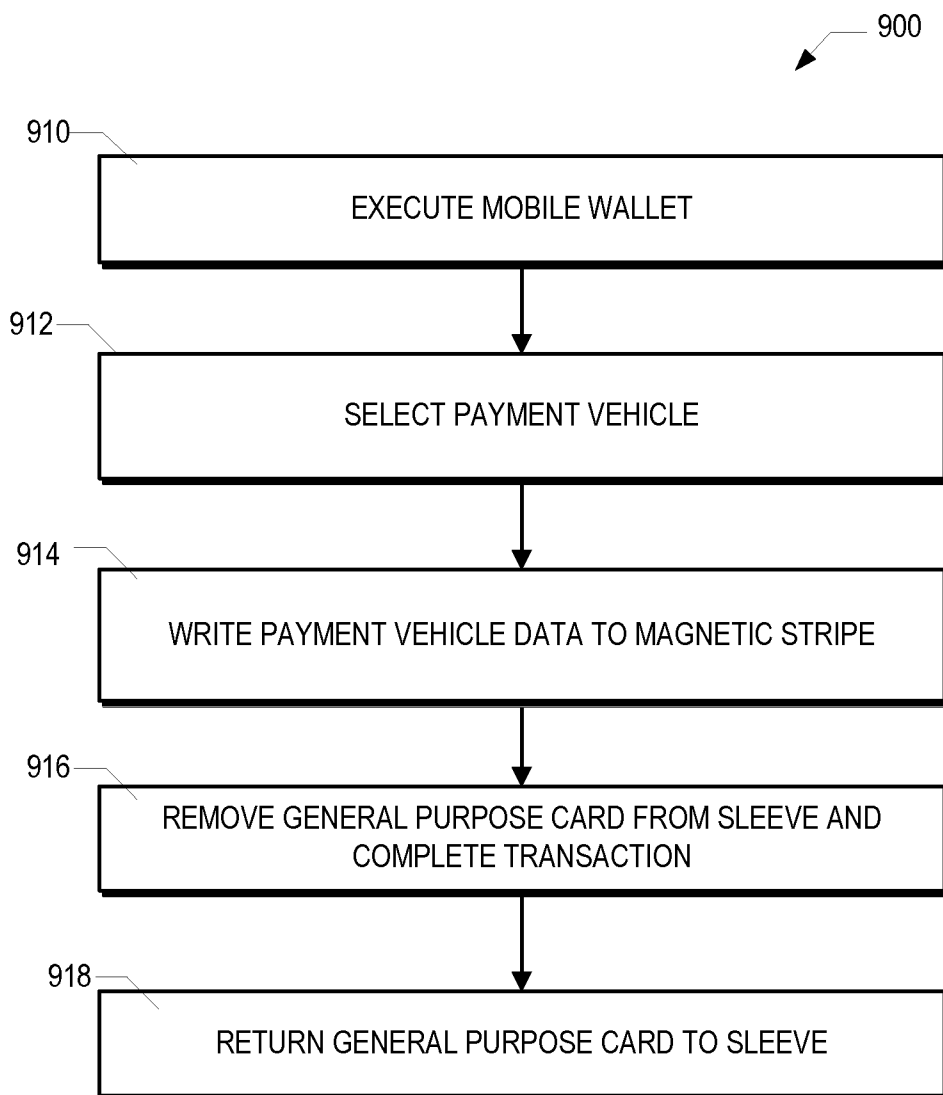 900
910
EXECUTE MOBILE WALLET
912
SELECT PAYMENT VEHICLE
914
WRITE PAYMENT VEHICLE DATA TO MAGNETIC STRIPE
916
REMOVE GENERAL PURPOSE CARD FROM SLEEVE AND
COMPLETE TRANSACTION
918
RETURN GENERAL PURPOSE CARD TO SLEEVE